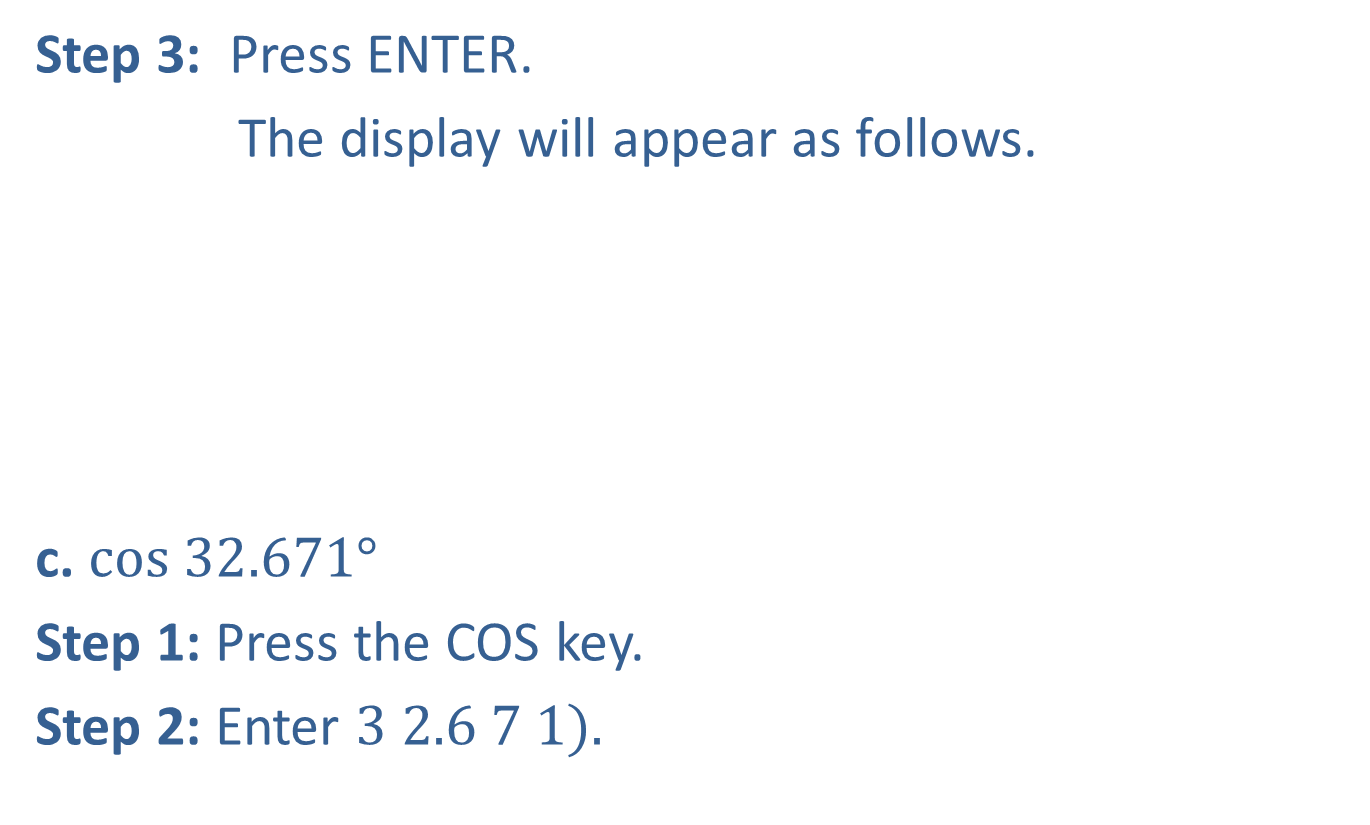 Step 3: Press ENTER.
The display will appear as follows.
c. cos 32.671°
Step 1: Press the COS key.
Step 2: Enter 3 2.6 7 1).